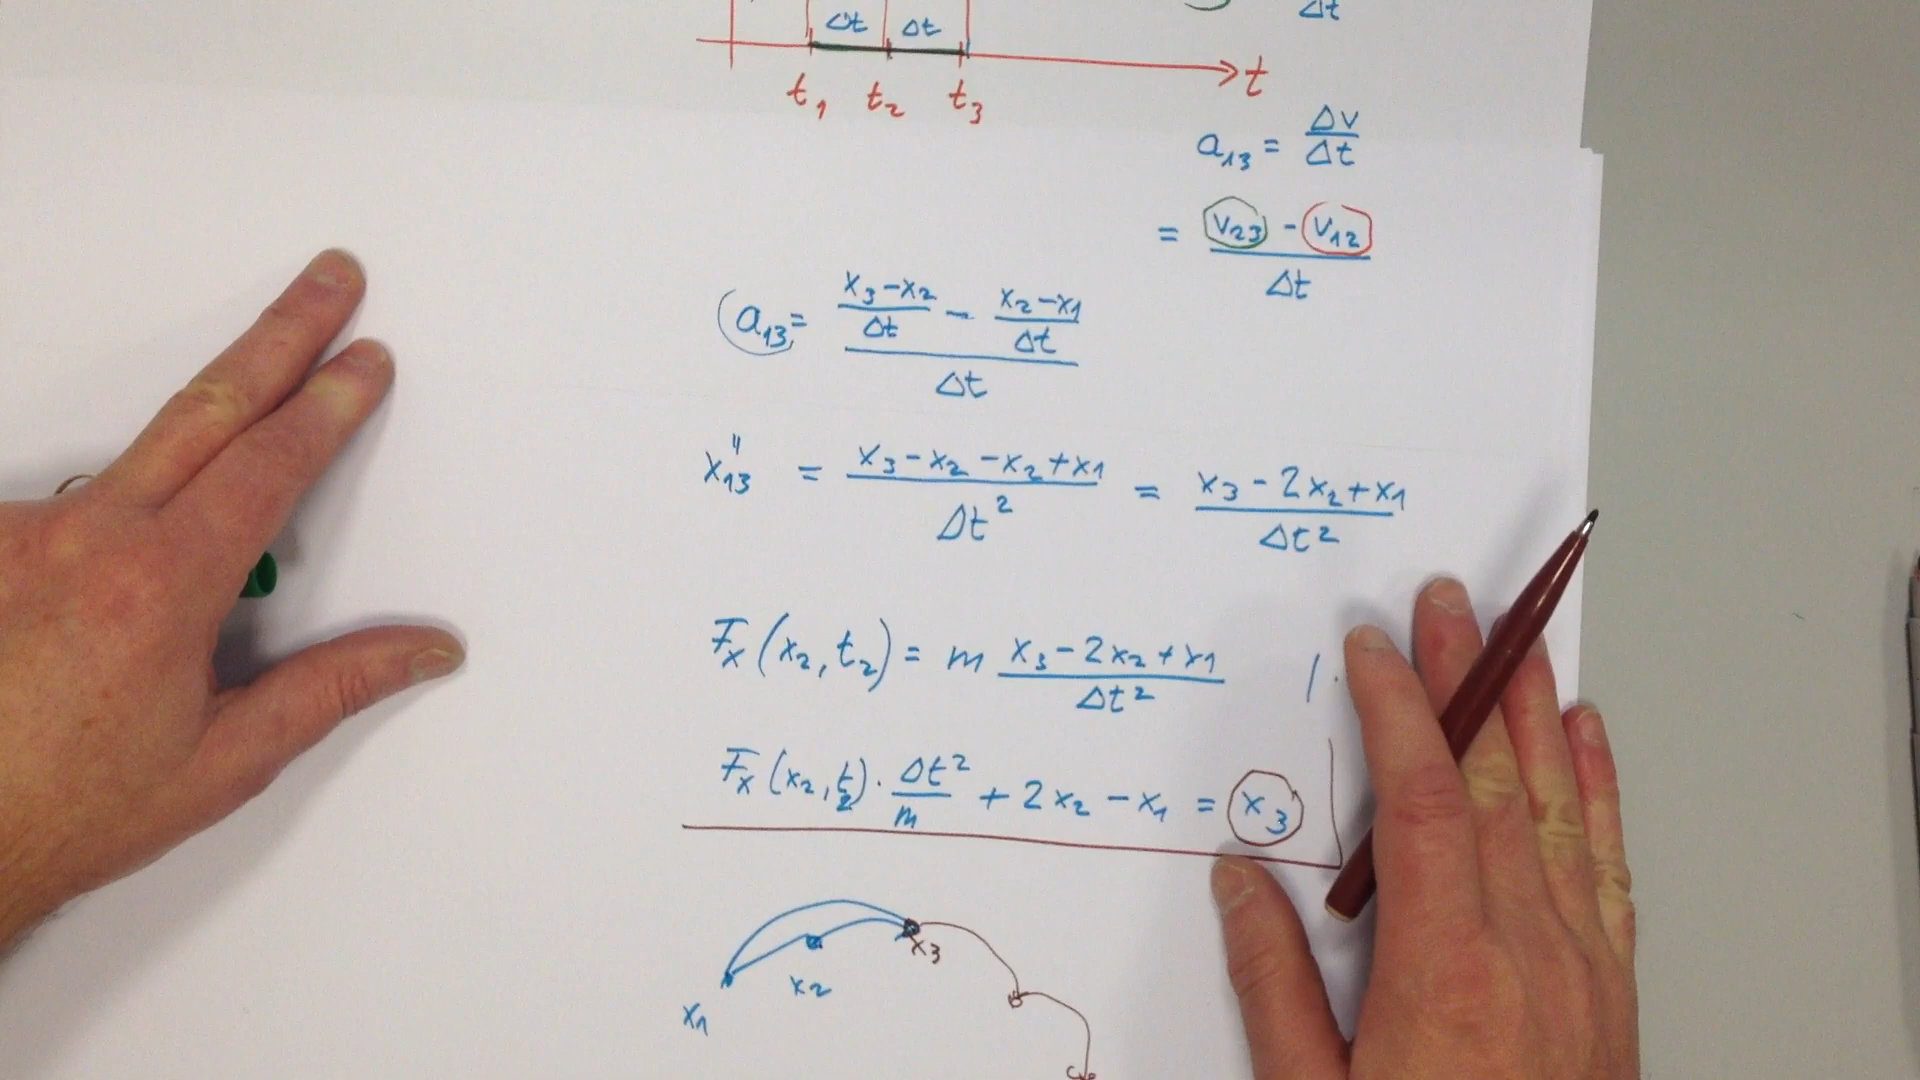 Δt Δt Δt
t₁ t₂ t₃ t
a₁₃ = Δv/Δt
= (v₂₃ - v₁₂)/Δt
a₁₃ = ((x₃-x₂)/Δt - (x₂-x₁)/Δt)/Δt
x₁₃'' = (x₃-x₂-x₂+x₁)/Δt² = (x₃-2x₂+x₁)/Δt²
Fₓ(x₂,t₂) = m (x₃-2x₂+x₁)/Δt² | ·
Fₓ(x₂,t₂) · Δt²/m + 2x₂ - x₁ = x₃
x₃
x₂
x₁